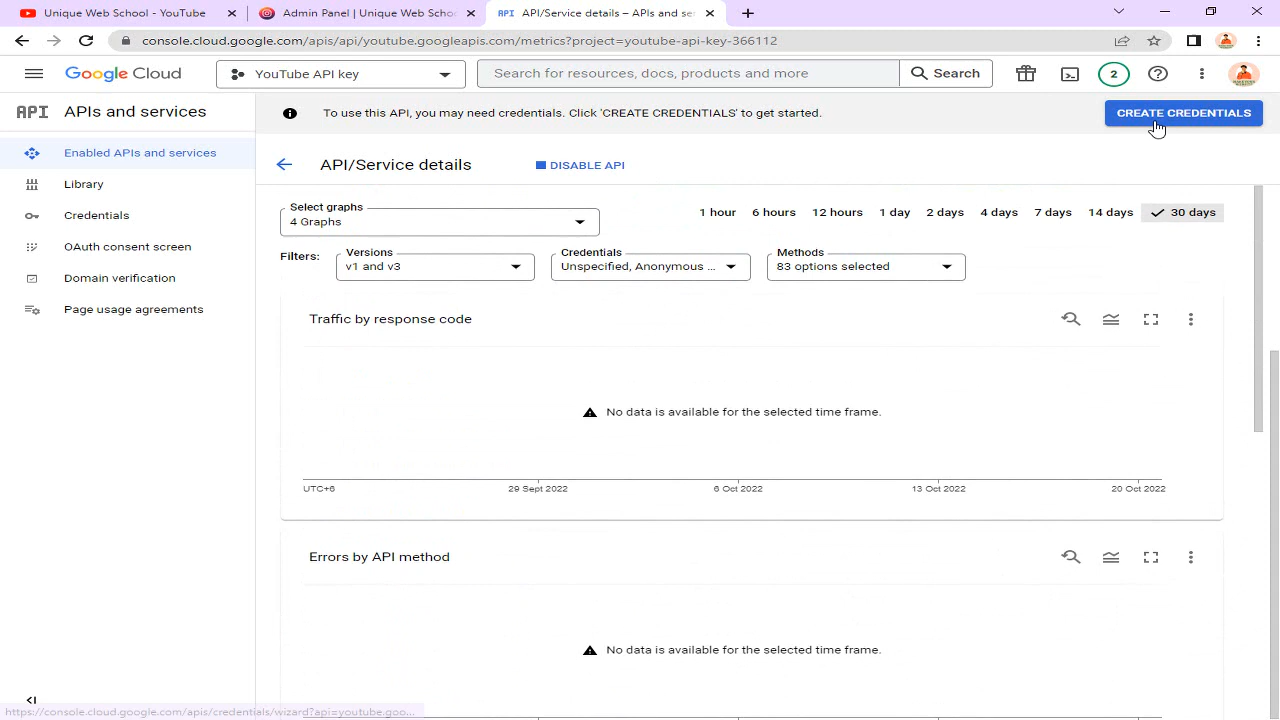 Unique Web School - YouTube
Admin Panel | Unique Web Schoo
API API/Service details – APIs and ser
console.cloud.google.com/apis/api/youtube.googleapis.com/metrics?project=youtube-api-key-366112
Google Cloud
YouTube API key
Search for resources, docs, products and more
Search
2
API APIs and services
To use this API, you may need credentials. Click 'CREATE CREDENTIALS' to get started.
CREATE CREDENTIALS
Enabled APIs and services
Library
Credentials
OAuth consent screen
Domain verification
Page usage agreements
API/Service details
DISABLE API
Select graphs
4 Graphs
1 hour 6 hours 12 hours 1 day 2 days 4 days 7 days 14 days 30 days
Filters:
Versions
v1 and v3
Credentials
Unspecified, Anonymous ...
Methods
83 options selected
Traffic by response code
No data is available for the selected time frame.
UTC+6 29 Sept 2022 6 Oct 2022 13 Oct 2022 20 Oct 2022
Errors by API method
No data is available for the selected time frame.
https://console.cloud.google.com/apis/credentials/wizard?api=youtube.goo...